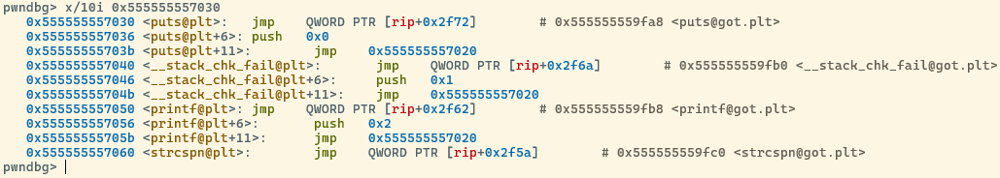 pwndbg> x/10i 0x555555557030
0x555555557030 <puts@plt>: jmp QWORD PTR [rip+0x2f72] # 0x555555559fa8 <puts@got.plt>
0x555555557036 <puts@plt+6>: push 0x0
0x55555555703b <puts@plt+11>: jmp 0x555555557020
0x555555557040 <__stack_chk_fail@plt>: jmp QWORD PTR [rip+0x2f6a] # 0x555555559fb0 <__stack_chk_fail@got.plt>
0x555555557046 <__stack_chk_fail@plt+6>: push 0x1
0x55555555704b <__stack_chk_fail@plt+11>: jmp 0x555555557020
0x555555557050 <printf@plt>: jmp QWORD PTR [rip+0x2f62] # 0x555555559fb8 <printf@got.plt>
0x555555557056 <printf@plt+6>: push 0x2
0x55555555705b <printf@plt+11>: jmp 0x555555557020
0x555555557060 <strcspn@plt>: jmp QWORD PTR [rip+0x2f5a] # 0x555555559fc0 <strcspn@got.plt>
pwndbg>